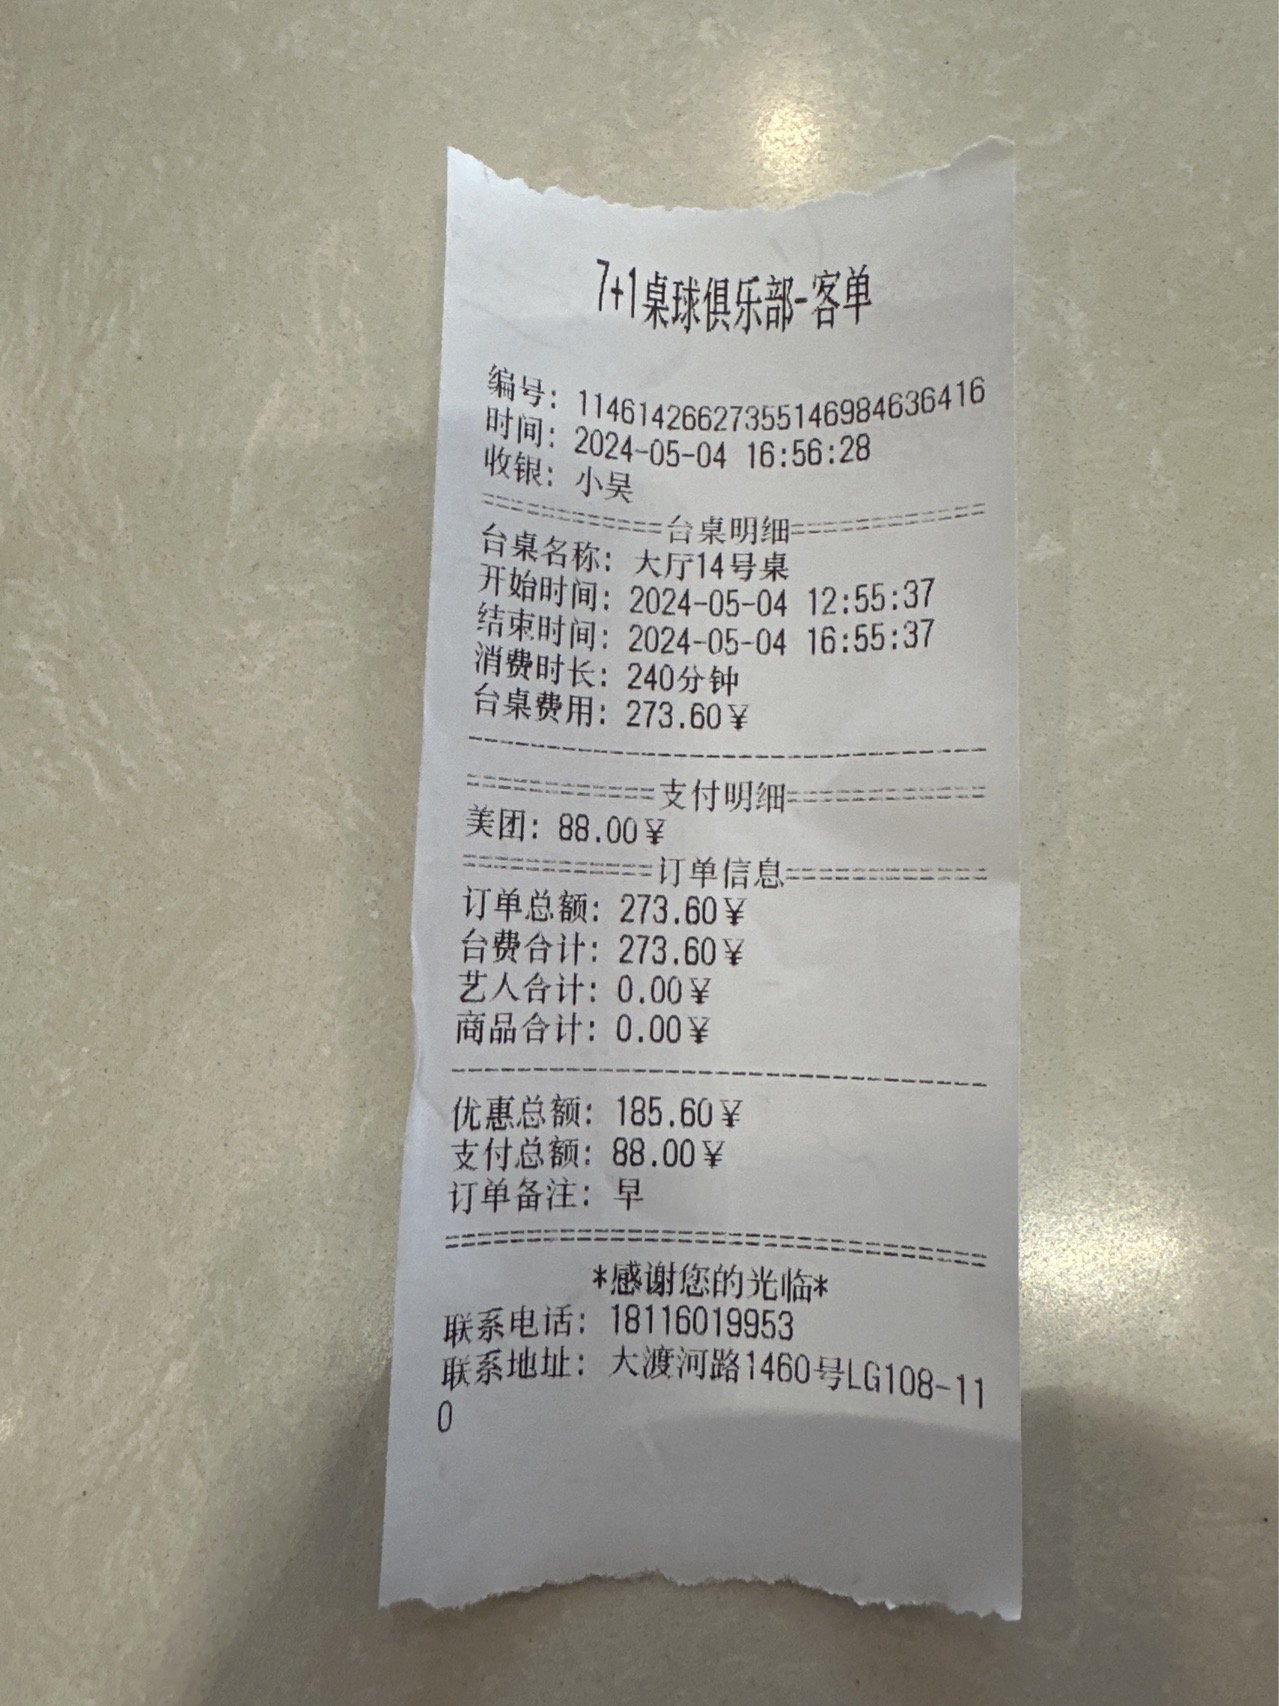 7+1桌球俱乐部-客单
编号: 1146142662735514698463641​6
时间: 2024-05-04 16:56:28
收银: 小吴
===========台桌明细===========
台桌名称: 大厅14号桌
开始时间: 2024-05-04 12:55:37
结束时间: 2024-05-04 16:55:37
消费时长: 240分钟
台桌费用: 273.60¥
--------------------------------
===========支付明细===========
美团: 88.00¥
===========订单信息===========
订单总额: 273.60¥
台费合计: 273.60¥
艺人合计: 0.00¥
商品合计: 0.00¥
--------------------------------
优惠总额: 185.60¥
支付总额: 88.00¥
订单备注: 早
================================
*感谢您的光临*
联系电话: 18116019953
联系地址: 大渡河路1460号LG108-11
0